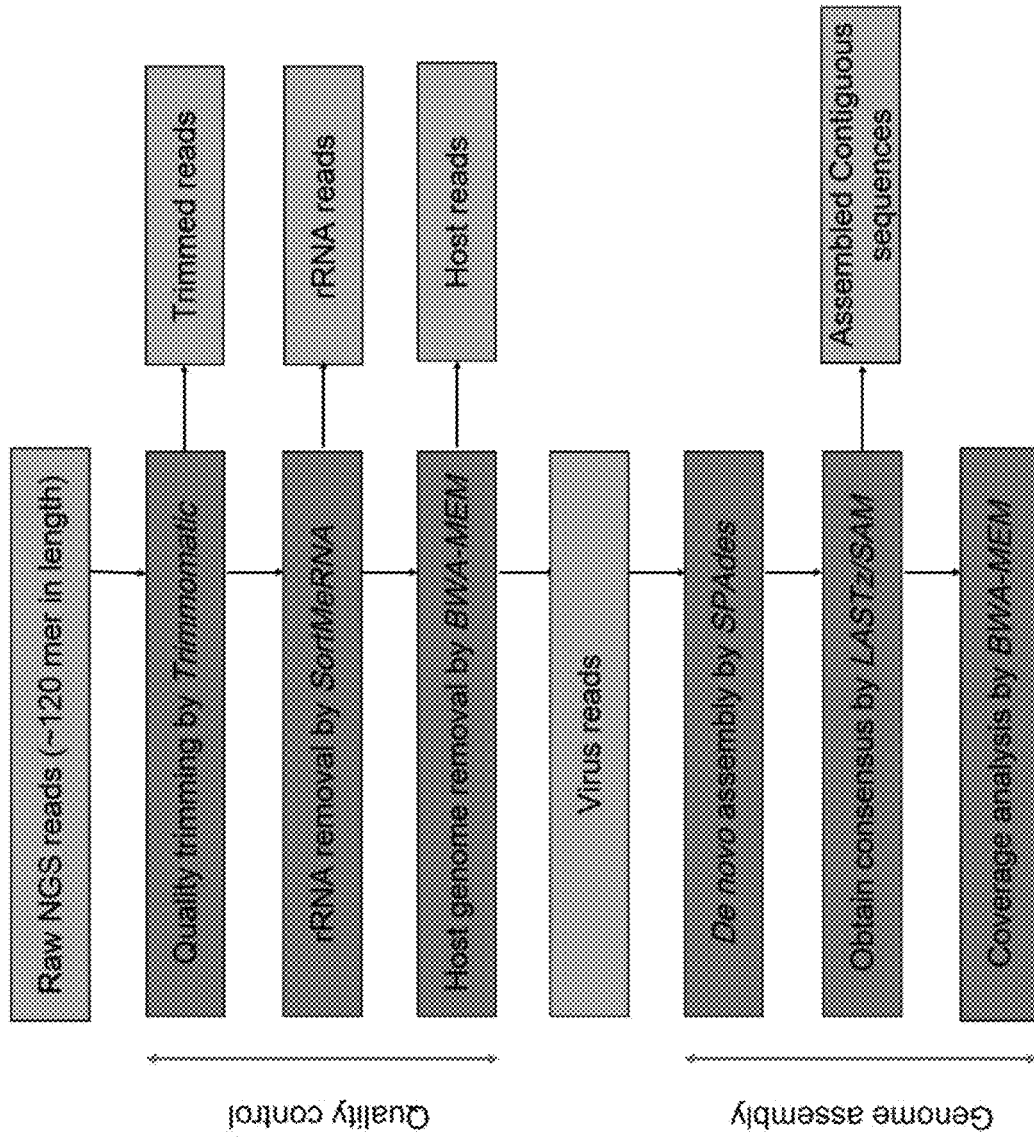 Raw NGS reads (~120 mer in length)
Quality control
Quality trimming by Trimmomatic
Trimmed reads
rRNA removal by SortMeRNA
rRNA reads
Host genome removal by BWA-MEM
Host reads
Virus reads
Genome assembly
De novo assembly by SPAdes
Obtain consensus by LASTz/SAM
Assembled Contiguous
sequences
Coverage analysis by BWA-MEM